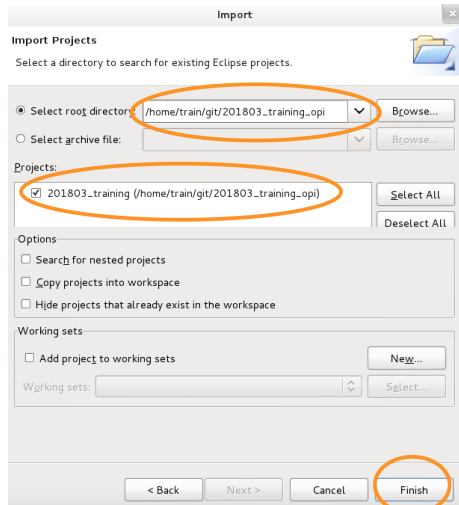 Import
Import Projects
Select a directory to search for existing Eclipse projects.
Select root directory: /home/train/git/201803_training_opi Browse...
Select archive file: Browse...
Projects:
201803_training (/home/train/git/201803_training_opi) Select All
Deselect All
Options
Search for nested projects
Copy projects into workspace
Hide projects that already exist in the workspace
Working sets
Add project to working sets New...
Working sets: Select...
< Back Next > Cancel Finish